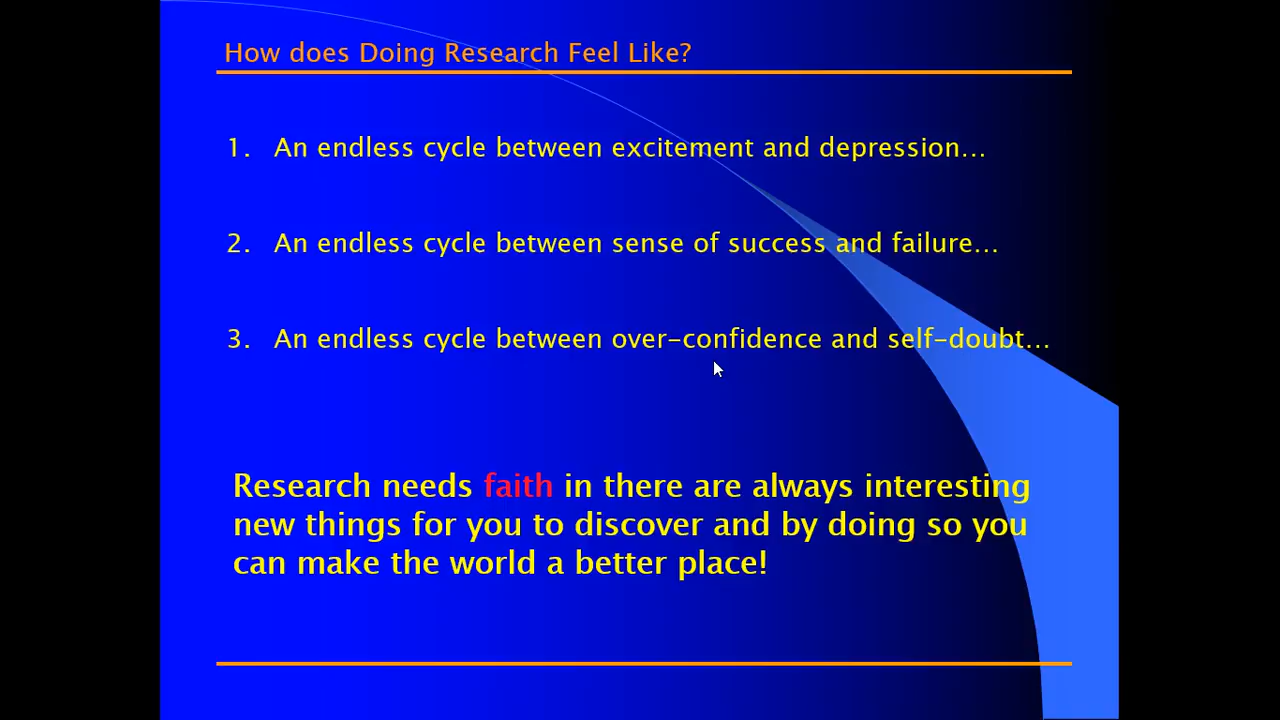 How does Doing Research Feel Like?
1. An endless cycle between excitement and depression...
2. An endless cycle between sense of success and failure...
3. An endless cycle between over-confidence and self-doubt...
Research needs faith in there are always interesting
new things for you to discover and by doing so you
can make the world a better place!